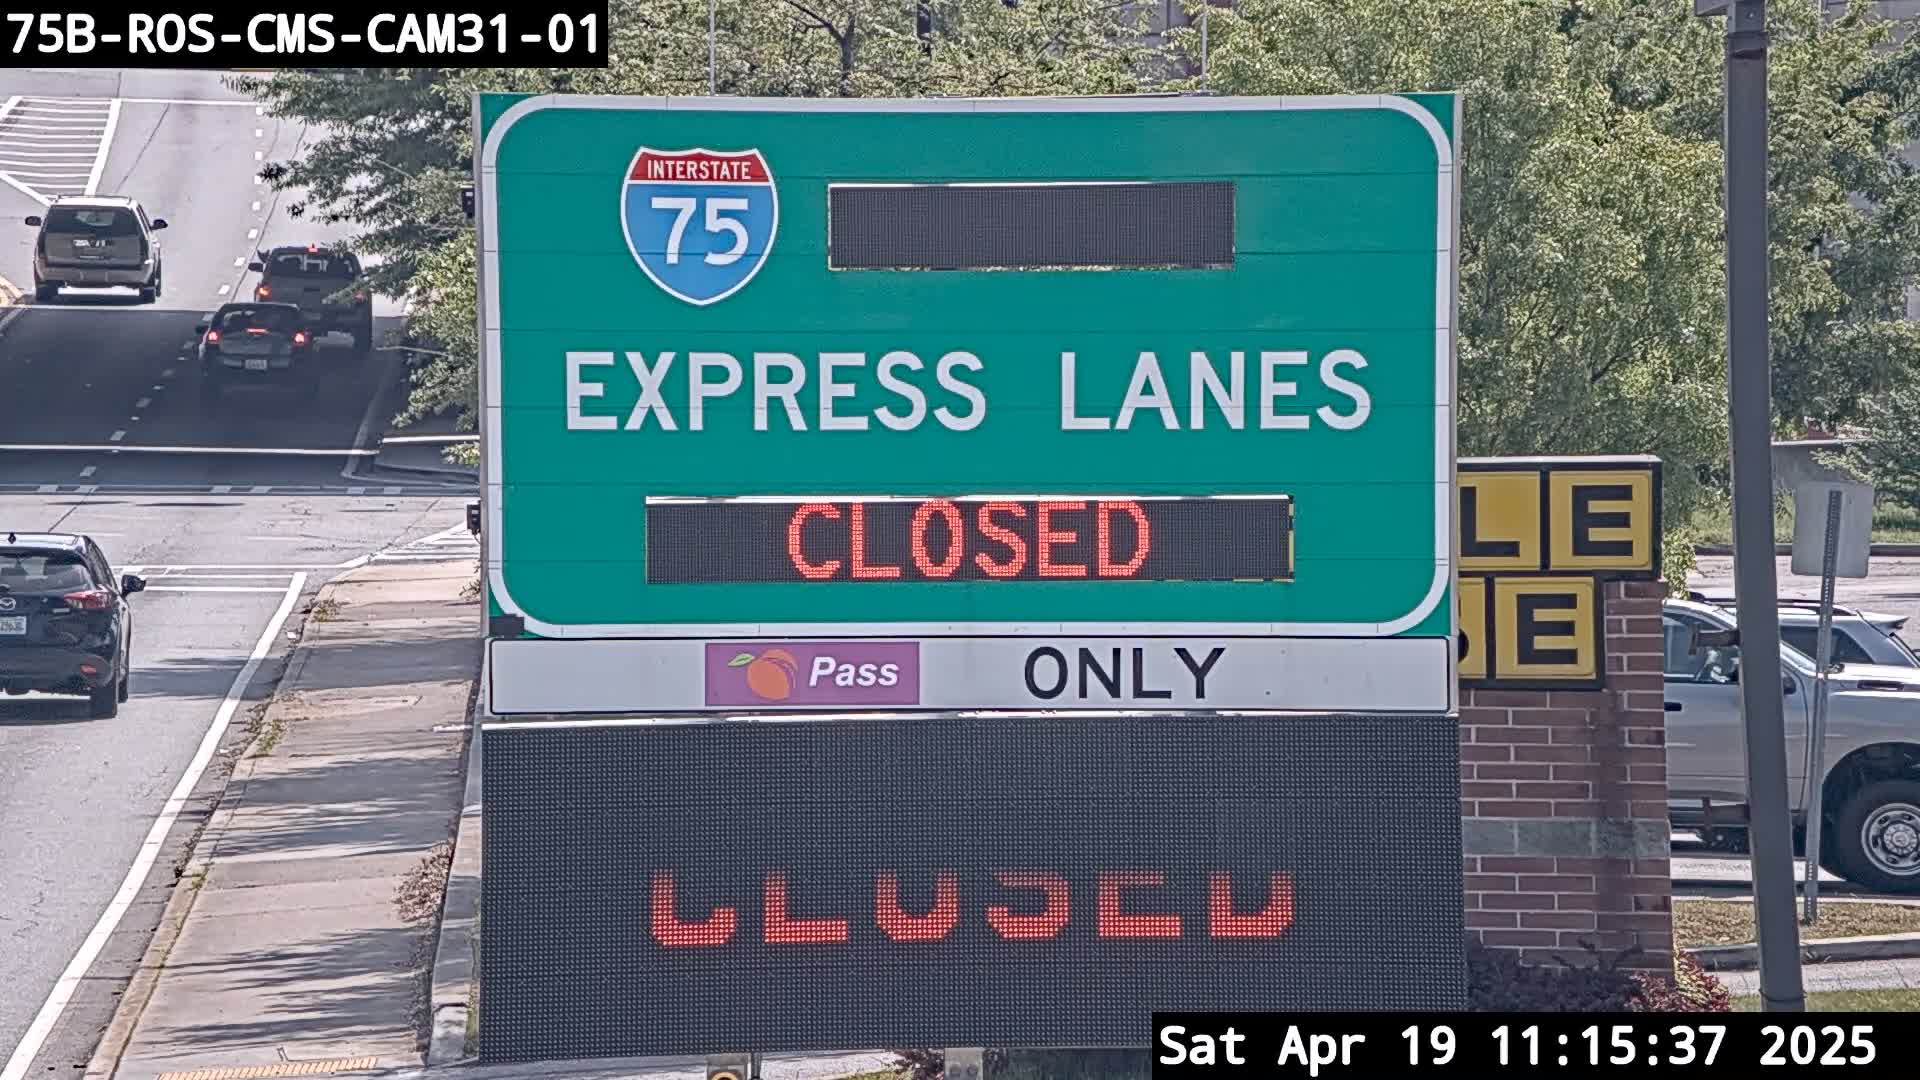 75B-ROS-CMS-CAM31-01
INTERSTATE
75
EXPRESS LANES
CLOSED
LE
E
Pass ONLY
CLOSED
Sat Apr 19 11:15:37 2025